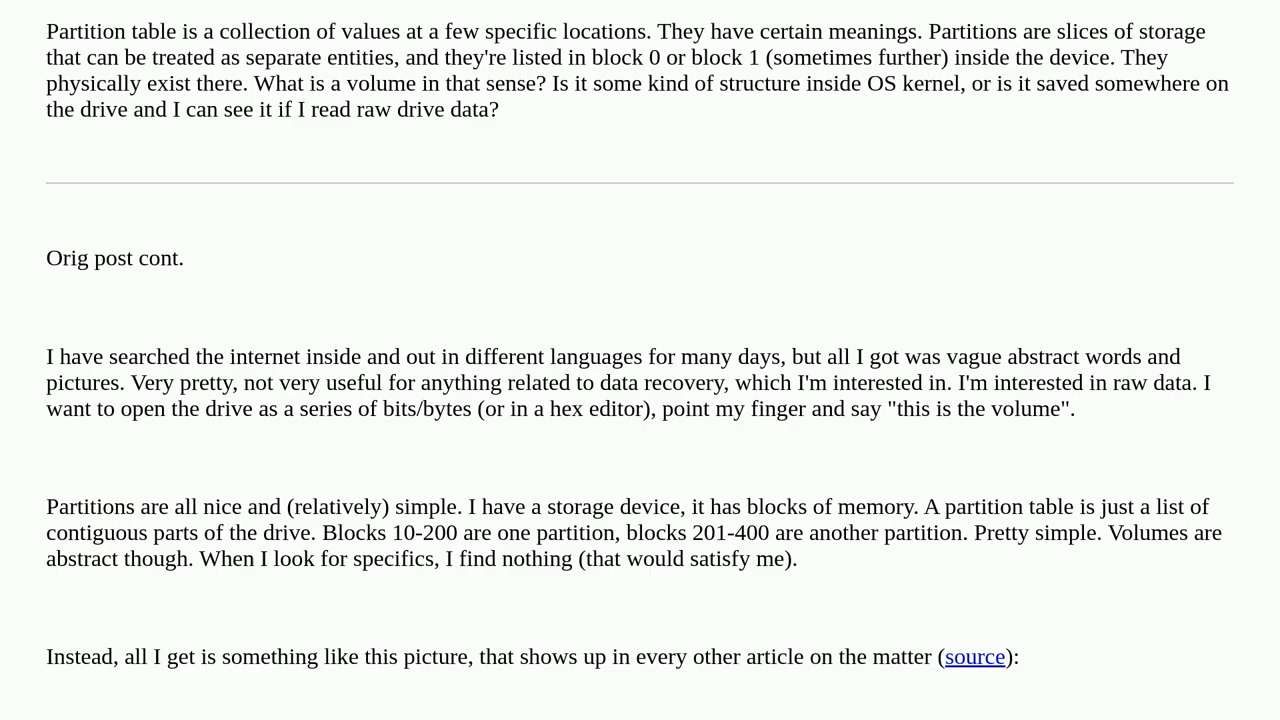 Partition table is a collection of values at a few specific locations. They have certain meanings. Partitions are slices of storage
that can be treated as separate entities, and they're listed in block 0 or block 1 (sometimes further) inside the device. They
physically exist there. What is a volume in that sense? Is it some kind of structure inside OS kernel, or is it saved somewhere on
the drive and I can see it if I read raw drive data?
Orig post cont.
I have searched the internet inside and out in different languages for many days, but all I got was vague abstract words and
pictures. Very pretty, not very useful for anything related to data recovery, which I'm interested in. I'm interested in raw data. I
want to open the drive as a series of bits/bytes (or in a hex editor), point my finger and say "this is the volume".
Partitions are all nice and (relatively) simple. I have a storage device, it has blocks of memory. A partition table is just a list of
contiguous parts of the drive. Blocks 10-200 are one partition, blocks 201-400 are another partition. Pretty simple. Volumes are
abstract though. When I look for specifics, I find nothing (that would satisfy me).
Instead, all I get is something like this picture, that shows up in every other article on the matter (source):